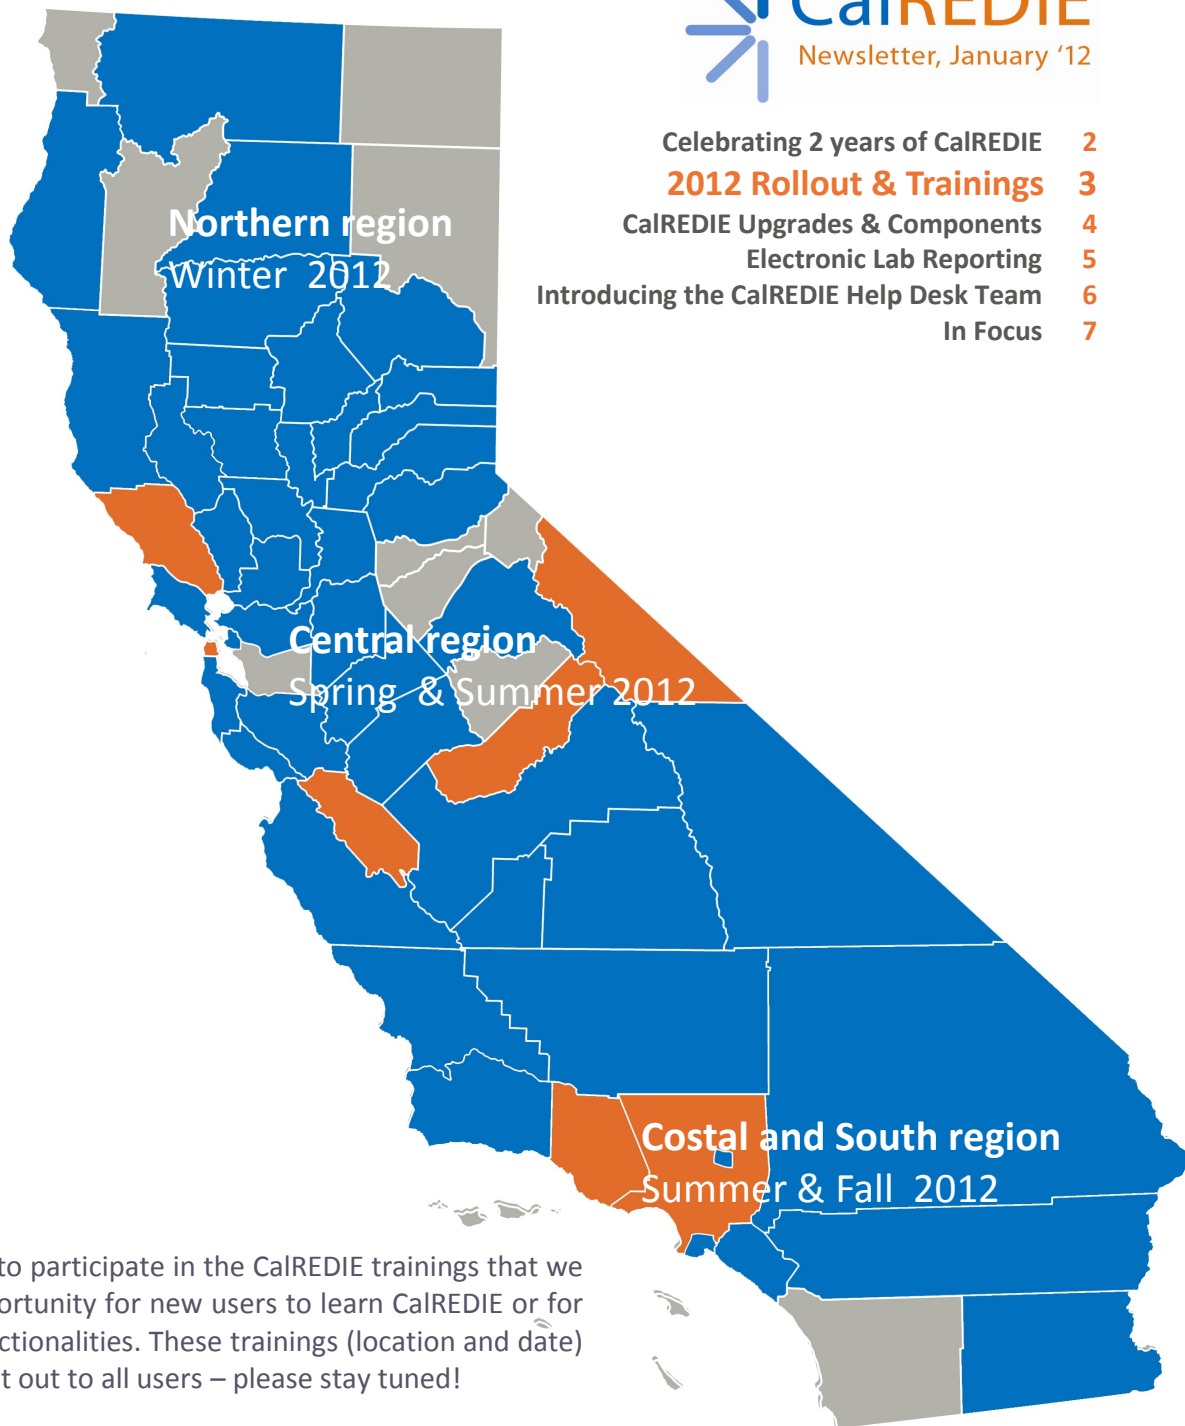 CalREDIE
Newsletter, January ‘12
Celebrating 2 years of CalREDIE 2
2012 Rollout & Trainings 3
CalREDIE Upgrades & Components 4
Electronic Lab Reporting 5
Introducing the CalREDIE Help Desk Team 6
In Focus 7
Northern region
Winter 2012
Central region
Spring & Summer 2012
Costal and South region
Summer & Fall 2012
to participate in the CalREDIE trainings that we
ortunity for new users to learn CalREDIE or for
ctionalities. These trainings (location and date)
t out to all users – please stay tuned!